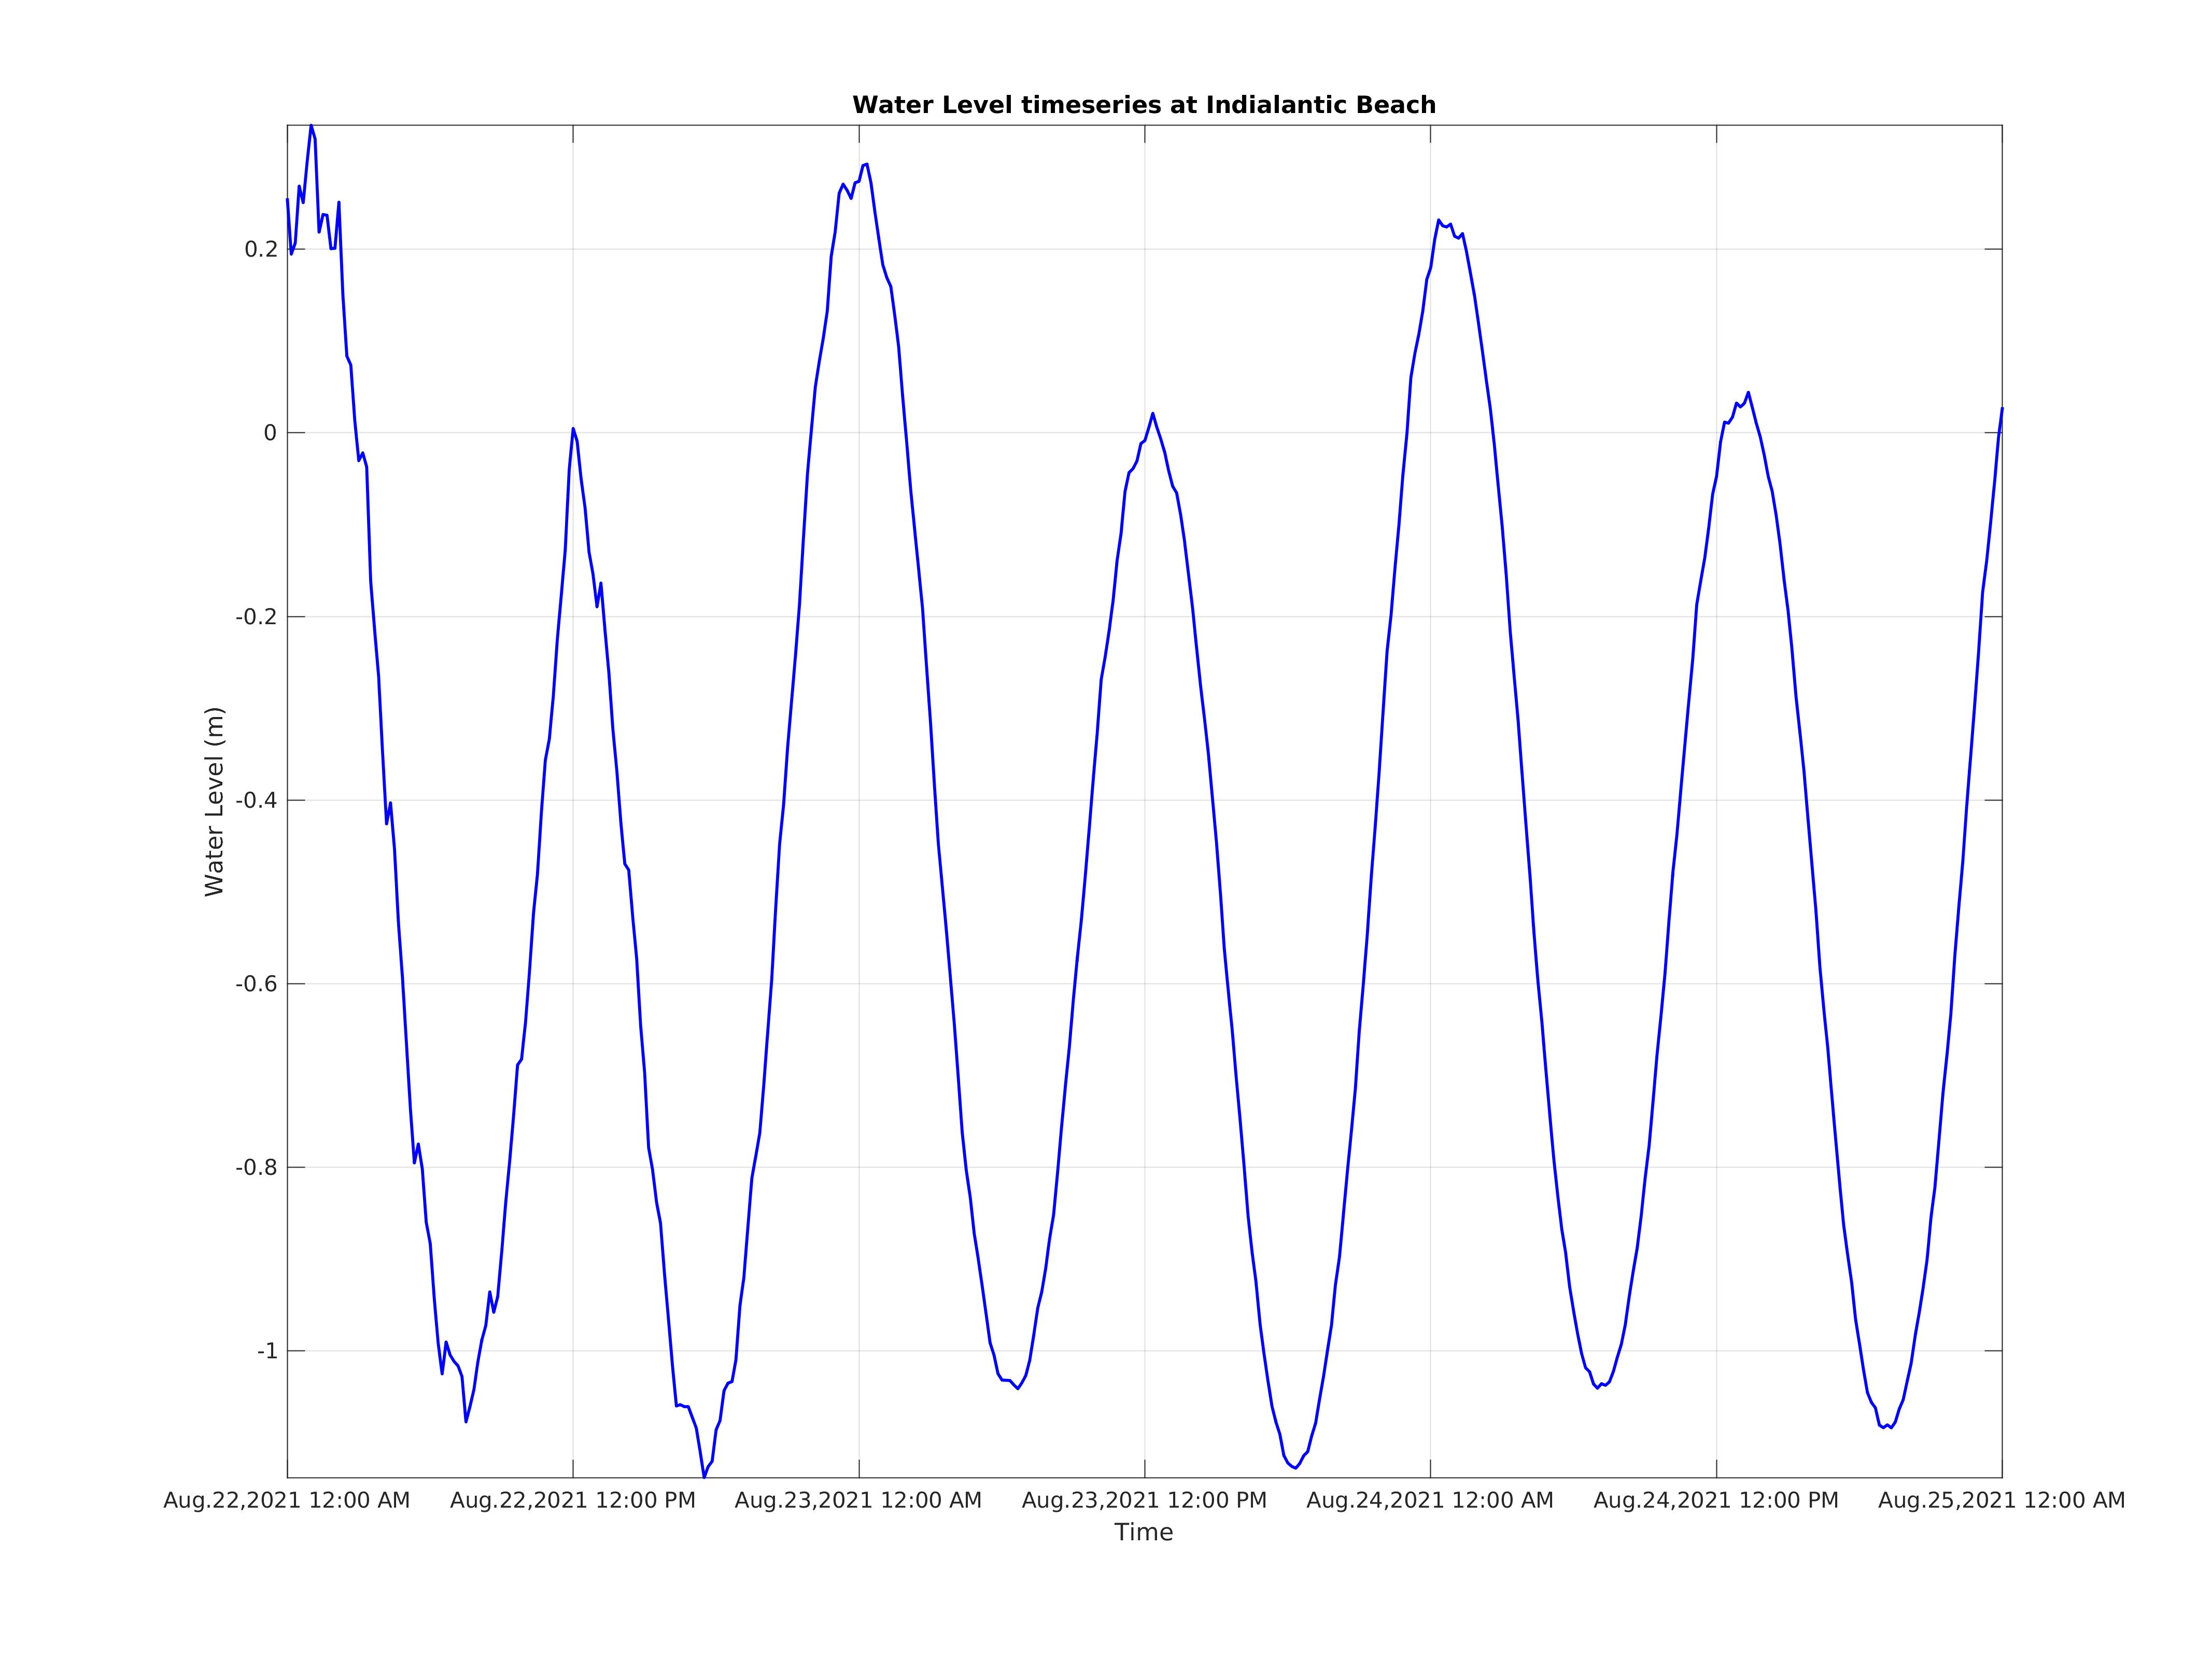 Water Level timeseries at Indialantic Beach
0.2
0
-0.2
-0.4
-0.6
-0.8
-1
Water Level (m)
Aug.22,2021 12:00 AM
Aug.22,2021 12:00 PM
Aug.23,2021 12:00 AM
Aug.23,2021 12:00 PM
Aug.24,2021 12:00 AM
Aug.24,2021 12:00 PM
Aug.25,2021 12:00 AM
Time